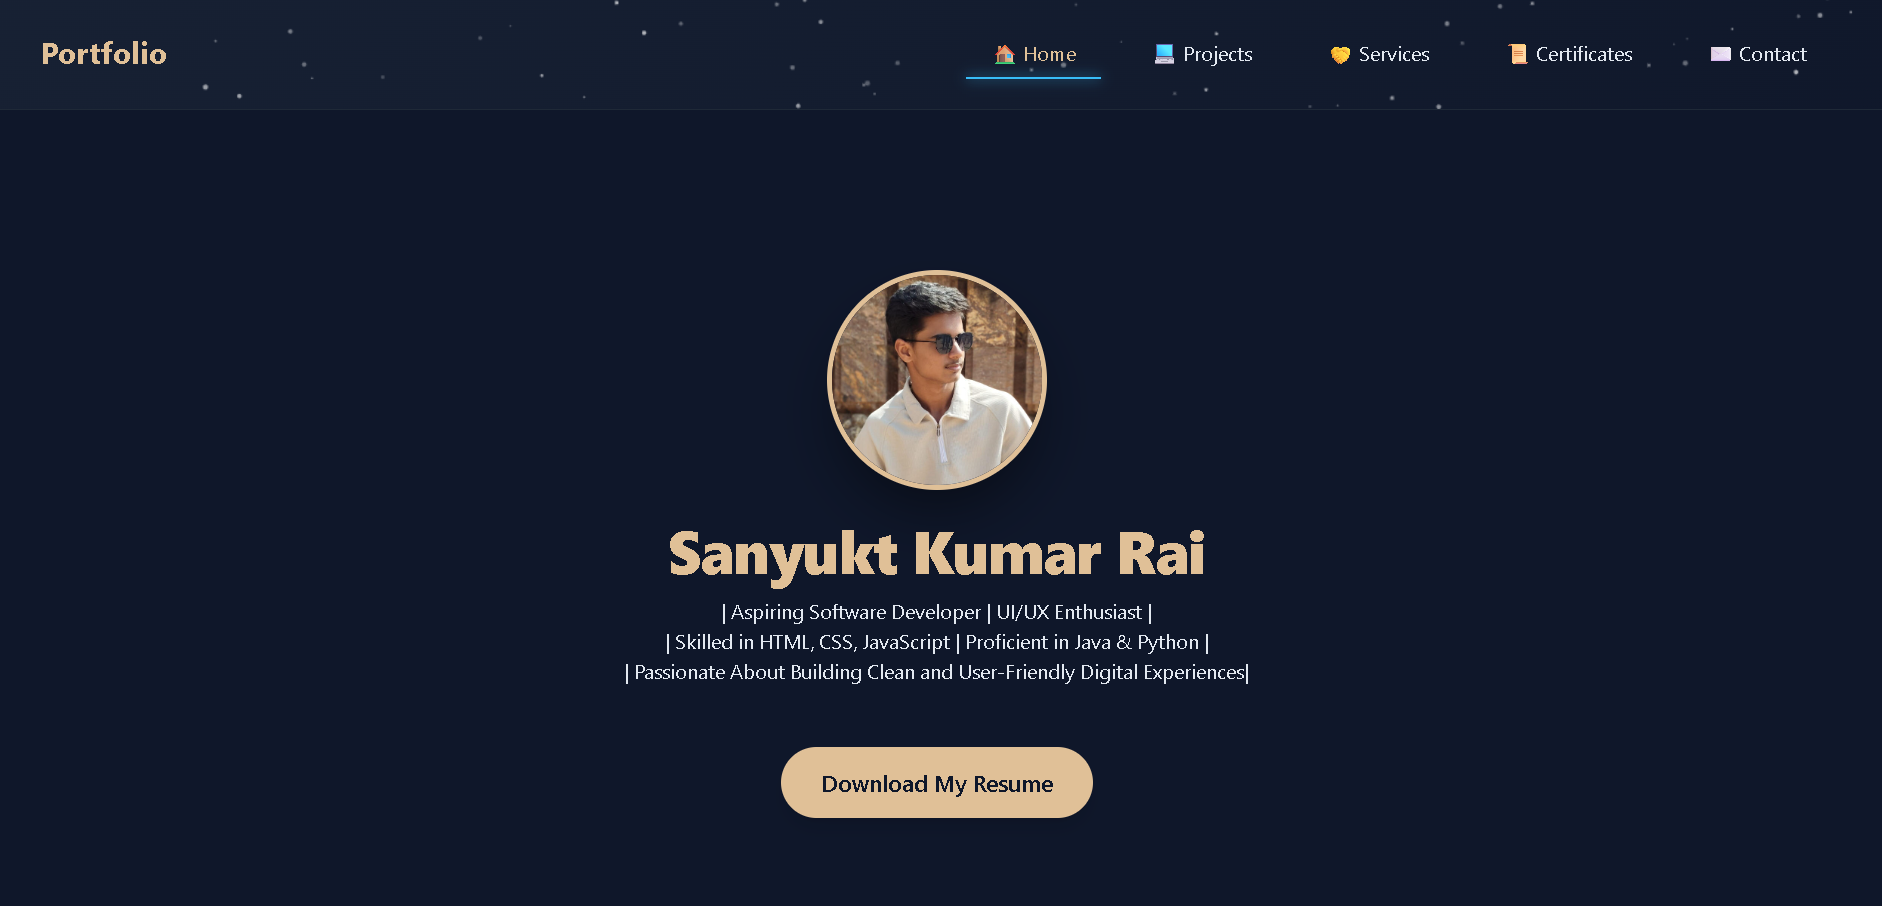 Portfolio
🏠 Home
💻 Projects
🤝 Services
📜 Certificates
✉️ Contact
Sanyukt Kumar Rai
| Aspiring Software Developer | UI/UX Enthusiast |
| Skilled in HTML, CSS, JavaScript | Proficient in Java & Python |
| Passionate About Building Clean and User-Friendly Digital Experiences|
Download My Resume